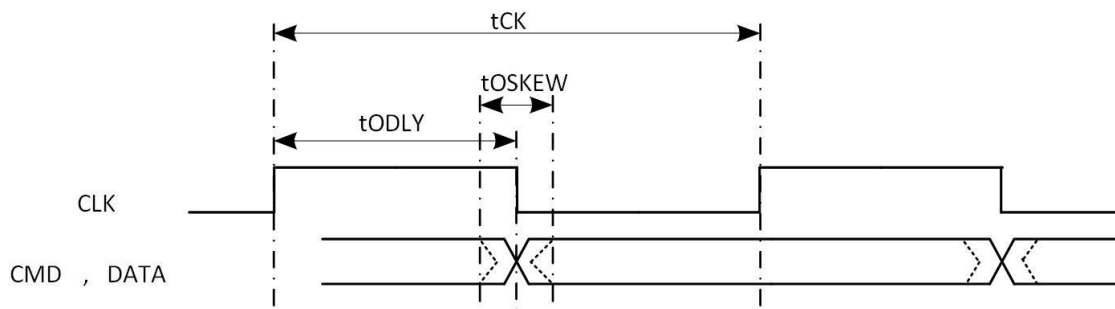 tCK
tOSKEW
tODLY
CLK
CMD , DATA